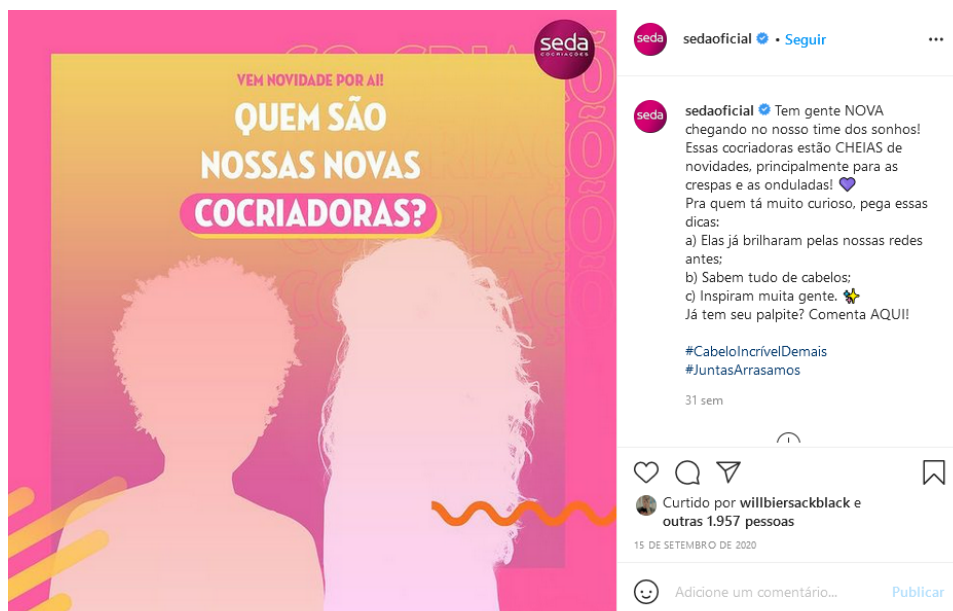 seda
COCRIAÇÕES
VEM NOVIDADE POR AI!
QUEM SÃO
NOSSAS NOVAS
COCRIADORAS?
seda
sedaoficial • Seguir
seda
sedaoficial Tem gente NOVA
chegando no nosso time dos sonhos!
Essas cocriadoras estão CHEIAS de
novidades, principalmente para as
crespas e as onduladas! 💜
Pra quem tá muito curioso, pega essas
dicas:
a) Elas já brilharam pelas nossas redes
antes;
b) Sabem tudo de cabelos;
c) Inspiram muita gente. ✨
Já tem seu palpite? Comenta AQUI!
#CabeloIncrívelDemais
#JuntasArrasamos
31 sem
Curtido por willbiersackblack e
outras 1.957 pessoas
15 DE SETEMBRO DE 2020
Adicione um comentário... Publicar